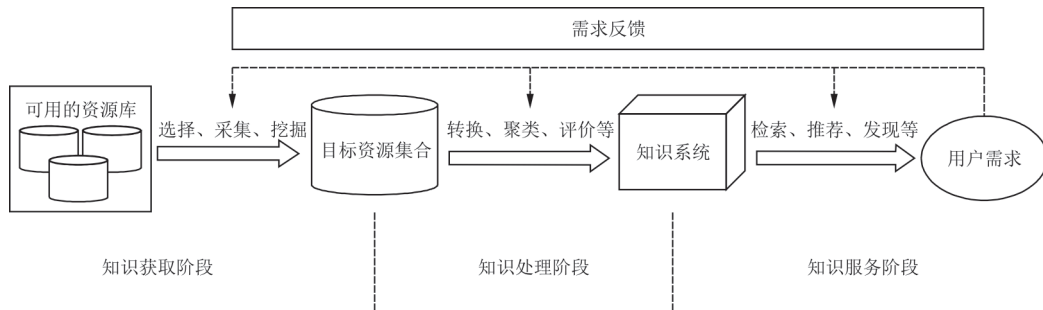 需求反馈
可用的资源库
选择、采集、挖掘
目标资源集合
转换、聚类、评价等
知识系统
检索、推荐、发现等
用户需求
知识获取阶段
知识处理阶段
知识服务阶段